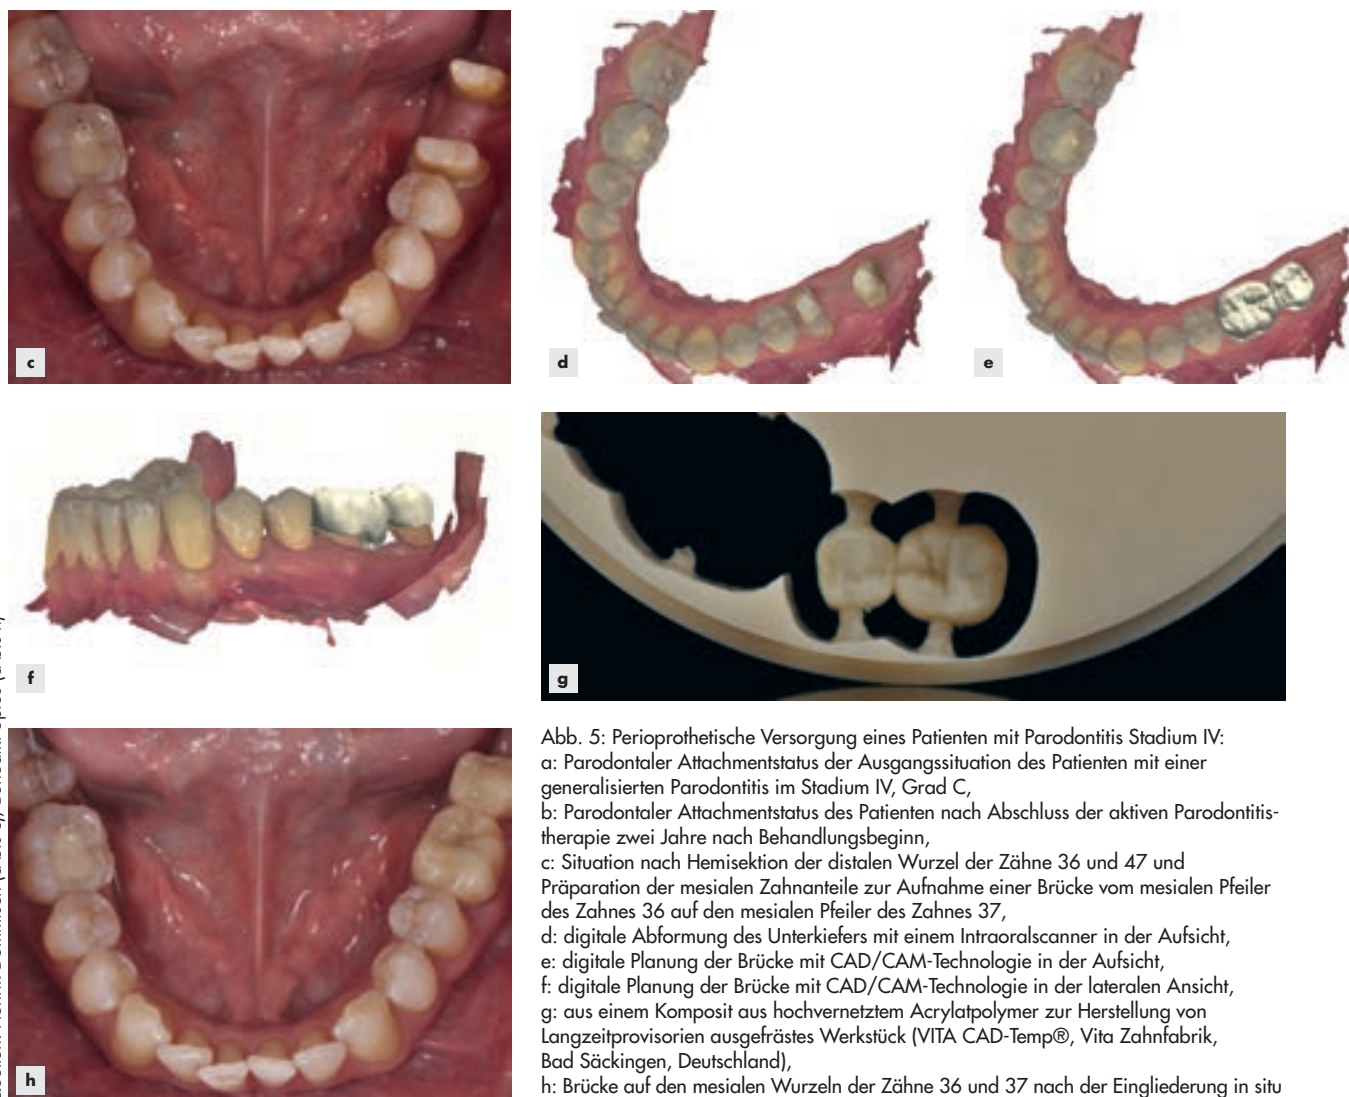 c
d
e
f
g
h
Abb. 5: Perioprothetische Versorgung eines Patienten mit Parodontitis Stadium IV:
a: Parodontaler Attachmentstatus der Ausgangssituation des Patienten mit einer
generalisierten Parodontitis im Stadium IV, Grad C,
b: Parodontaler Attachmentstatus des Patienten nach Abschluss der aktiven Parodontitis-
therapie zwei Jahre nach Behandlungsbeginn,
c: Situation nach Hemisektion der distalen Wurzel der Zähne 36 und 47 und
Präparation der mesialen Zahnanteile zur Aufnahme einer Brücke vom mesialen Pfeiler
des Zahnes 36 auf den mesialen Pfeiler des Zahnes 37,
d: digitale Abformung des Unterkiefers mit einem Intraoralscanner in der Aufsicht,
e: digitale Planung der Brücke mit CAD/CAM-Technologie in der Aufsicht,
f: digitale Planung der Brücke mit CAD/CAM-Technologie in der lateralen Ansicht,
g: aus einem Komposit aus hochvernetztem Acrylatpolymer zur Herstellung von
Langzeitprovisorien ausgefrästes Werkstück (VITA CAD-Temp®, Vita Zahnfabrik,
Bad Säckingen, Deutschland),
h: Brücke auf den mesialen Wurzeln der Zähne 36 und 37 nach der Eingliederung in situ